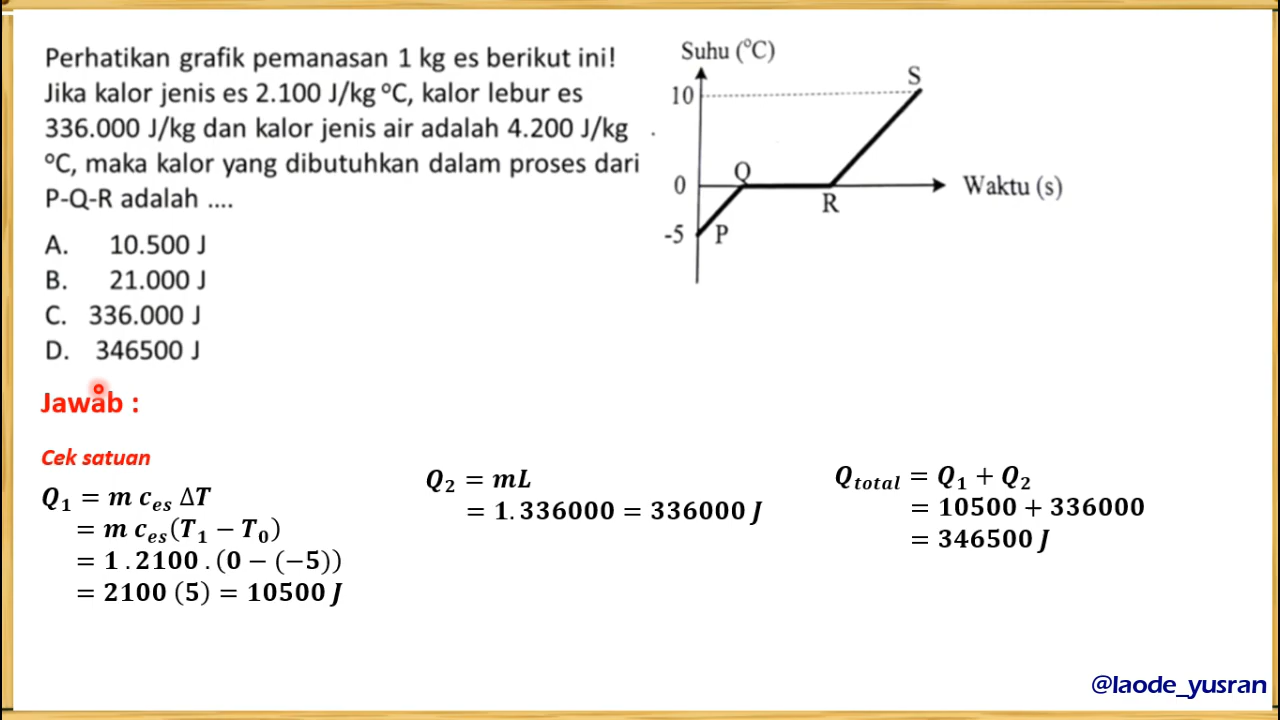 Perhatikan grafik pemanasan 1 kg es berikut ini!
Jika kalor jenis es 2.100 J/kg °C, kalor lebur es
336.000 J/kg dan kalor jenis air adalah 4.200 J/kg
°C, maka kalor yang dibutuhkan dalam proses dari
P-Q-R adalah ....
A. 10.500 J
B. 21.000 J
C. 336.000 J
D. 346500 J
Suhu (°C)
S
10
Q
0
Waktu (s)
R
-5
P
Jawab :
Cek satuan
Q₁ = m c_es ΔT
= m c_es(T₁ − T₀)
= 1 . 2100 . (0 − (−5))
= 2100 (5) = 10500 J
Q₂ = mL
= 1. 336000 = 336000 J
Q_total = Q₁ + Q₂
= 10500 + 336000
= 346500 J
@laode_yusran